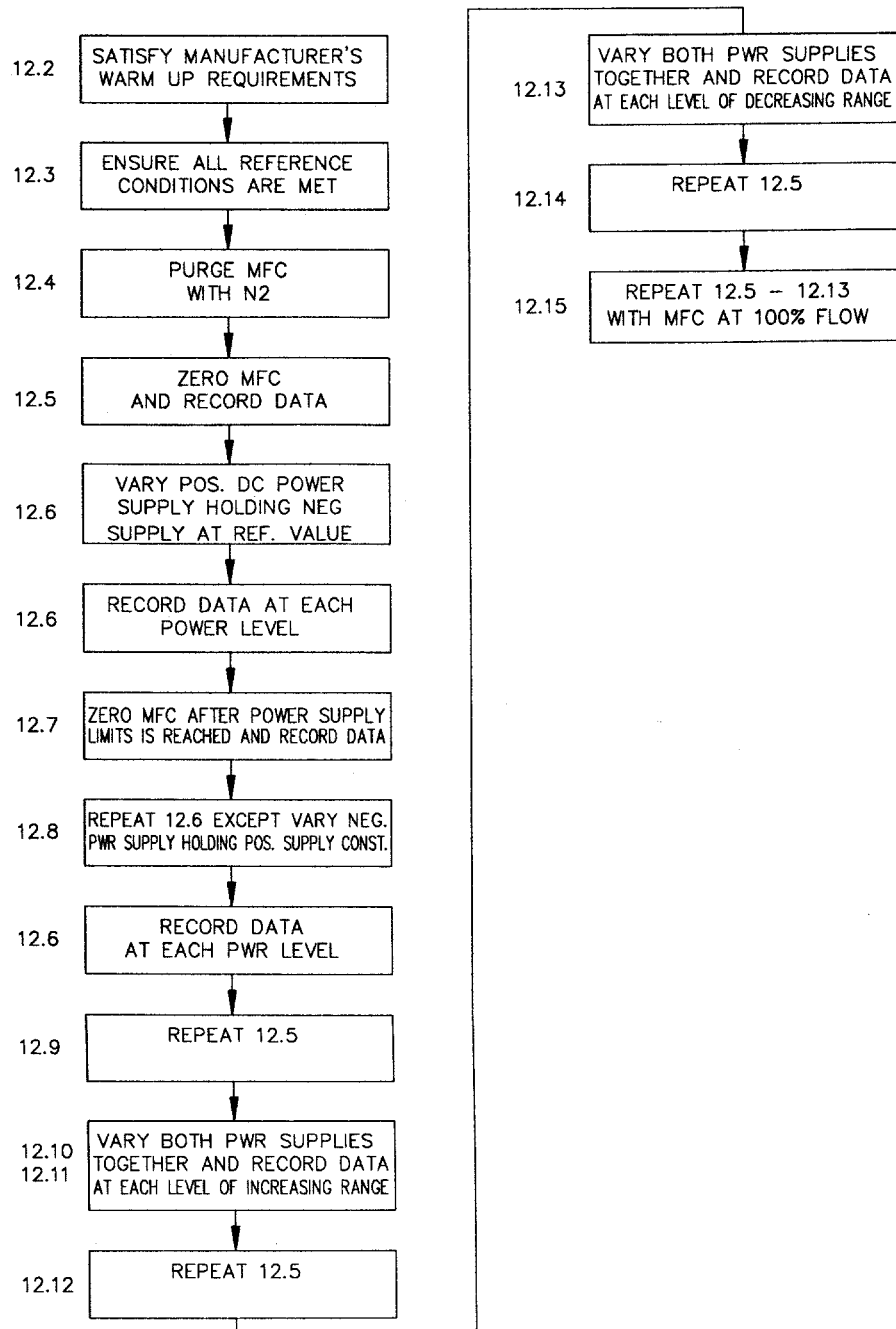 12.2
SATISFY MANUFACTURER'S
WARM UP REQUIREMENTS
12.3
ENSURE ALL REFERENCE
CONDITIONS ARE MET
12.4
PURGE MFC
WITH N2
12.5
ZERO MFC
AND RECORD DATA
12.6
VARY POS. DC POWER
SUPPLY HOLDING NEG
SUPPLY AT REF. VALUE
12.6
RECORD DATA AT EACH
POWER LEVEL
12.7
ZERO MFC AFTER POWER SUPPLY
LIMITS IS REACHED AND RECORD DATA
12.8
REPEAT 12.6 EXCEPT VARY NEG.
PWR SUPPLY HOLDING POS. SUPPLY CONST.
12.6
RECORD DATA
AT EACH PWR LEVEL
12.9
REPEAT 12.5
12.10
12.11
VARY BOTH PWR SUPPLIES
TOGETHER AND RECORD DATA
AT EACH LEVEL OF INCREASING RANGE
12.12
REPEAT 12.5
12.13
VARY BOTH PWR SUPPLIES
TOGETHER AND RECORD DATA
AT EACH LEVEL OF DECREASING RANGE
12.14
REPEAT 12.5
12.15
REPEAT 12.5 – 12.13
WITH MFC AT 100% FLOW